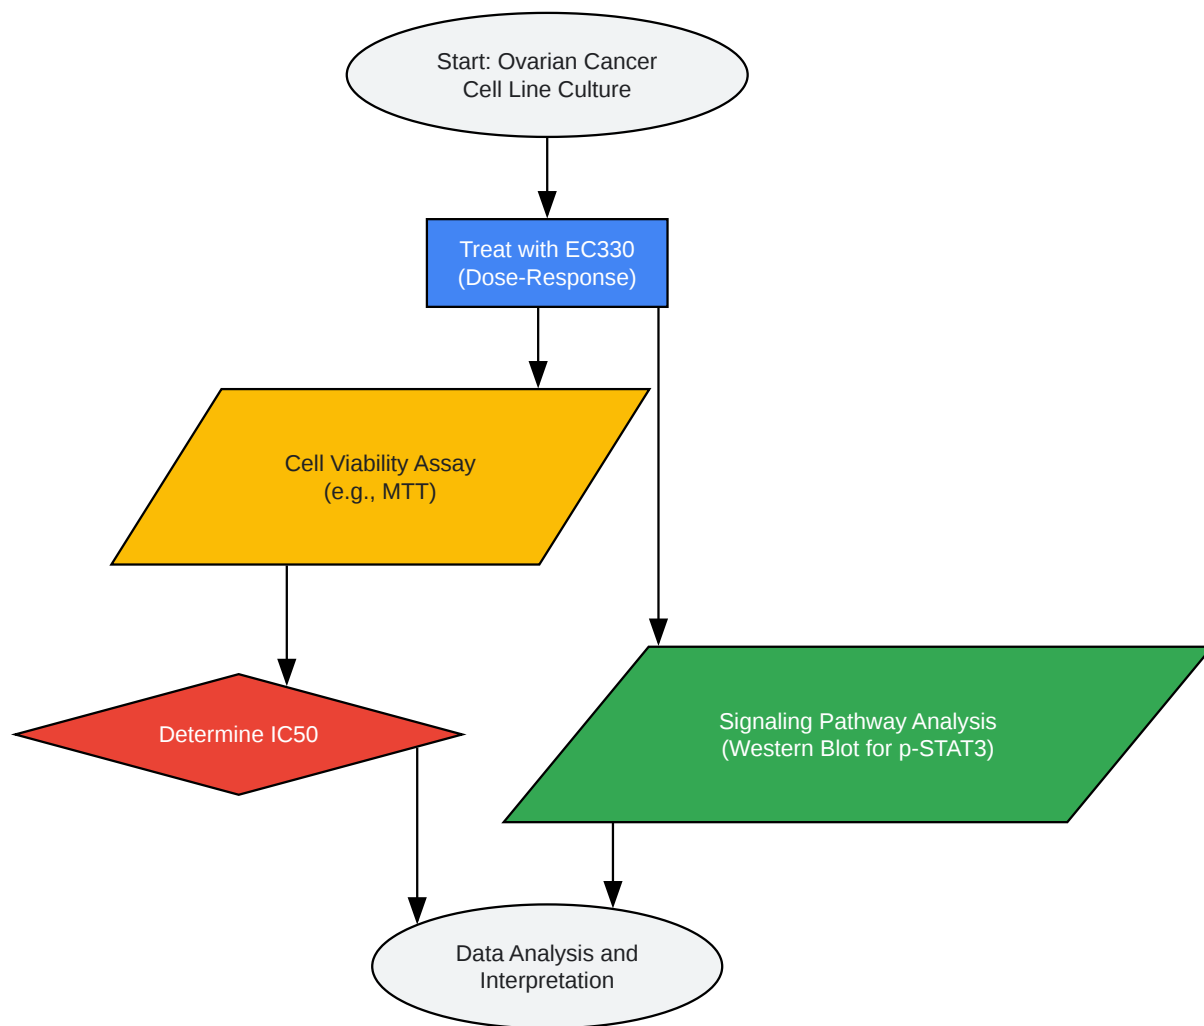 Start: Ovarian Cancer
Cell Line Culture
Treat with EC330
(Dose-Response)
Cell Viability Assay
(e.g., MTT)
Determine IC50
Signaling Pathway Analysis
(Western Blot for p-STAT3)
Data Analysis and
Interpretation